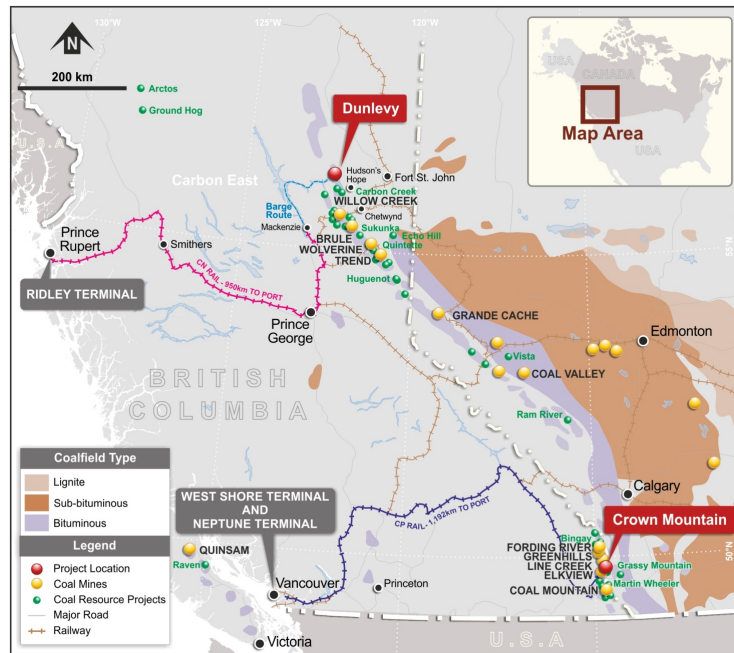 130°W
125°W
120°W
N
200 km
Arctos
Ground Hog
U.S.A
USA
CANADA
USA
Map Area
Dunlevy
Hudson's
Hope
Fort St. John
Carbon East
Carbon Creek
WILLOW CREEK
Barge
Route
Chetwynd
Mackenzie
Sukunka
Echo Hill
BRULE
Quintette
WOLVERINE
TREND
55°N
Prince
Rupert
Smithers
CN RAIL - 950km TO PORT
RIDLEY TERMINAL
Huguenot
Prince
George
GRANDE CACHE
Edmonton
Vista
COAL VALLEY
BRITISH
COLUMBIA
Ram River
Coalfield Type
Lignite
Sub-bituminous
Bituminous
Legend
Project Location
Coal Mines
Coal Resource Projects
Major Road
Railway
WEST SHORE TERMINAL
AND
NEPTUNE TERMINAL
CP RAIL - 1,192km TO PORT
Calgary
Crown Mountain
Bingay
FORDING RIVER
GREENHILLS
LINE CREEK
ELKVIEW
COAL MOUNTAIN
Grassy Mountain
Martin Wheeler
50°N
QUINSAM
Raven
Vancouver
Princeton
Victoria
U.S.A
125°W
120°W